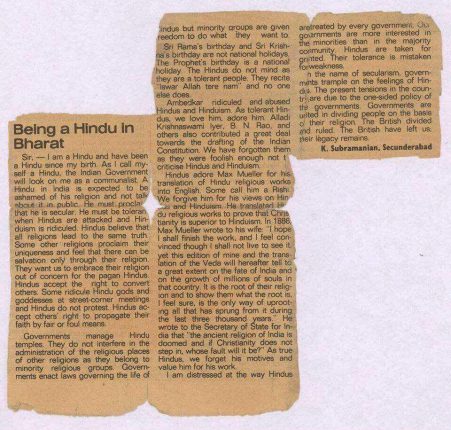 Being a Hindu in
Bharat
Sir, — I am a Hindu and have been
a Hindu since my birth. As I call my-
self a Hindu, the Indian Government
will look on me as a communalist. A
Hindu in India is expected to be
ashamed of his religion and not talk
about it in public. He must proclaim
that he is secular. He must be tolerant
when Hindus are attacked and Hin-
duism is ridiculed. Hindus believe that
all religions lead to the same truth.
Some other religions proclaim their
uniqueness and feel that there can be
salvation only through their religion.
They want us to embrace their religion
out of concern for the pagan Hindus.
Hindus accept the right to convert
others. Some ridicule Hindu gods and
goddesses at street-corner meetings
and Hindus do not protest. Hindus ac-
cept others' right to propagate their
faith by fair or foul means.
Governments manage Hindu
temples. They do not interfere in the
administration of the religious places
of other religions as they belong to
minority religious groups. Govern-
ments enact laws governing the life of
Hindus but minority groups are given
freedom to do what they want to.
Sri Rama's birthday and Sri Krish-
na's birthday are not national holidays.
The Prophet's birthday is a national
holiday. The Hindus do not mind as
they are a tolerant people. They recite
"Iswar Allah tere nam" and no one
else does.
Ambedkar ridiculed and abused
Hindus and Hinduism. As tolerant Hin-
dus, we love him, adore him. Alladi
Krishnaswami Iyer, B. N. Rao, and
others also contributed a great deal
towards the drafting of the Indian
Constitution. We have forgotten them
as they were foolish enough not to
criticise Hindus and Hinduism.
Hindus adore Max Mueller for his
translation of Hindu religious works
into English. Some call him a Rishi.
We forgive him for his views on Hin-
dus and Hinduism. He translated Hin-
du religious works to prove that Chris-
tianity is superior to Hinduism. In 1886,
Max Mueller wrote to his wife: "I hope
I shall finish the work, and I feel con-
vinced though I shall not live to see it,
yet this edition of mine and the trans-
lation of the Veda will hereafter tell to
a great extent on the fate of India and
on the growth of millions of souls in
that country. It is the root of their relig-
ion and to show them what the root is,
I feel sure, is the only way of uproot-
ing all that has sprung from it during
the last three thousand years." He
wrote to the Secretary of State for In-
dia that "the ancient religion of India is
doomed and if Christianity does not
step in, whose fault will it be?" As true
Hindus, we forget his motives and
value him for his work.
I am distressed at the way Hindus
are treated by every government. Our
governments are more interested in
the minorities than in the majority
community. Hindus are taken for
granted. Their tolerance is mistaken
for weakness.
In the name of secularism, govern-
ments trample on the feelings of Hin-
dus. The present tensions in the coun-
try are due to the one-sided policy of
the governments. Governments are
united in dividing people on the basis
of their religion. The British divided
and ruled. The British have left us;
their legacy remains.
K. Subramanian, Secunderabad